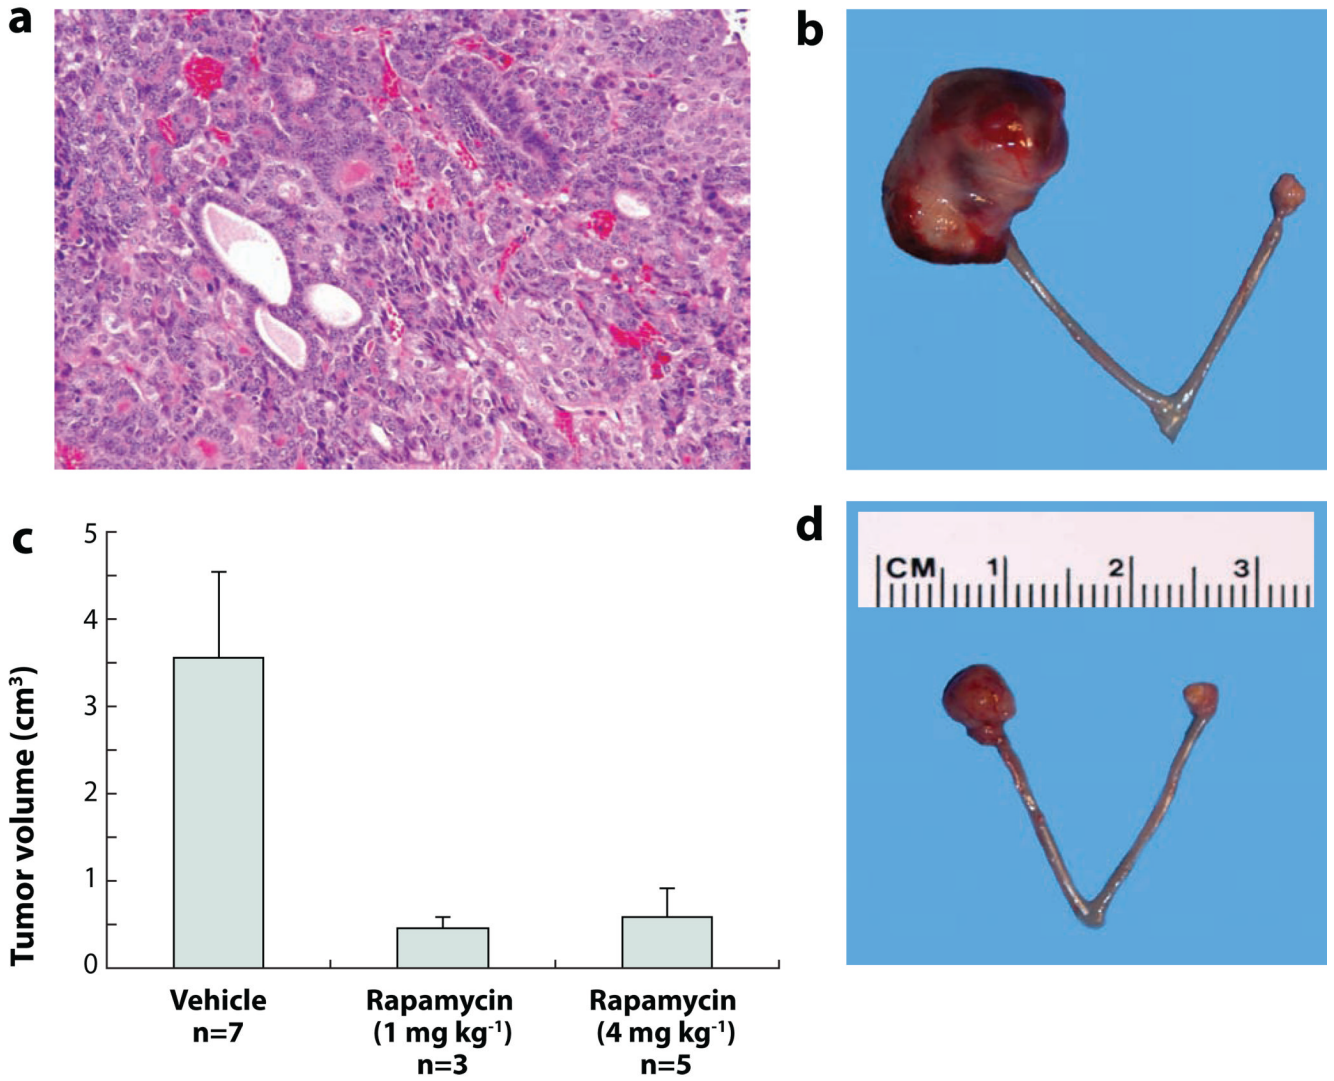 a
b
c
5
4
3
2
1
0
Tumor volume (cm³)
Vehicle
n=7
Rapamycin
(1 mg kg⁻¹)
n=3
Rapamycin
(4 mg kg⁻¹)
n=5
d
CM 1 2 3